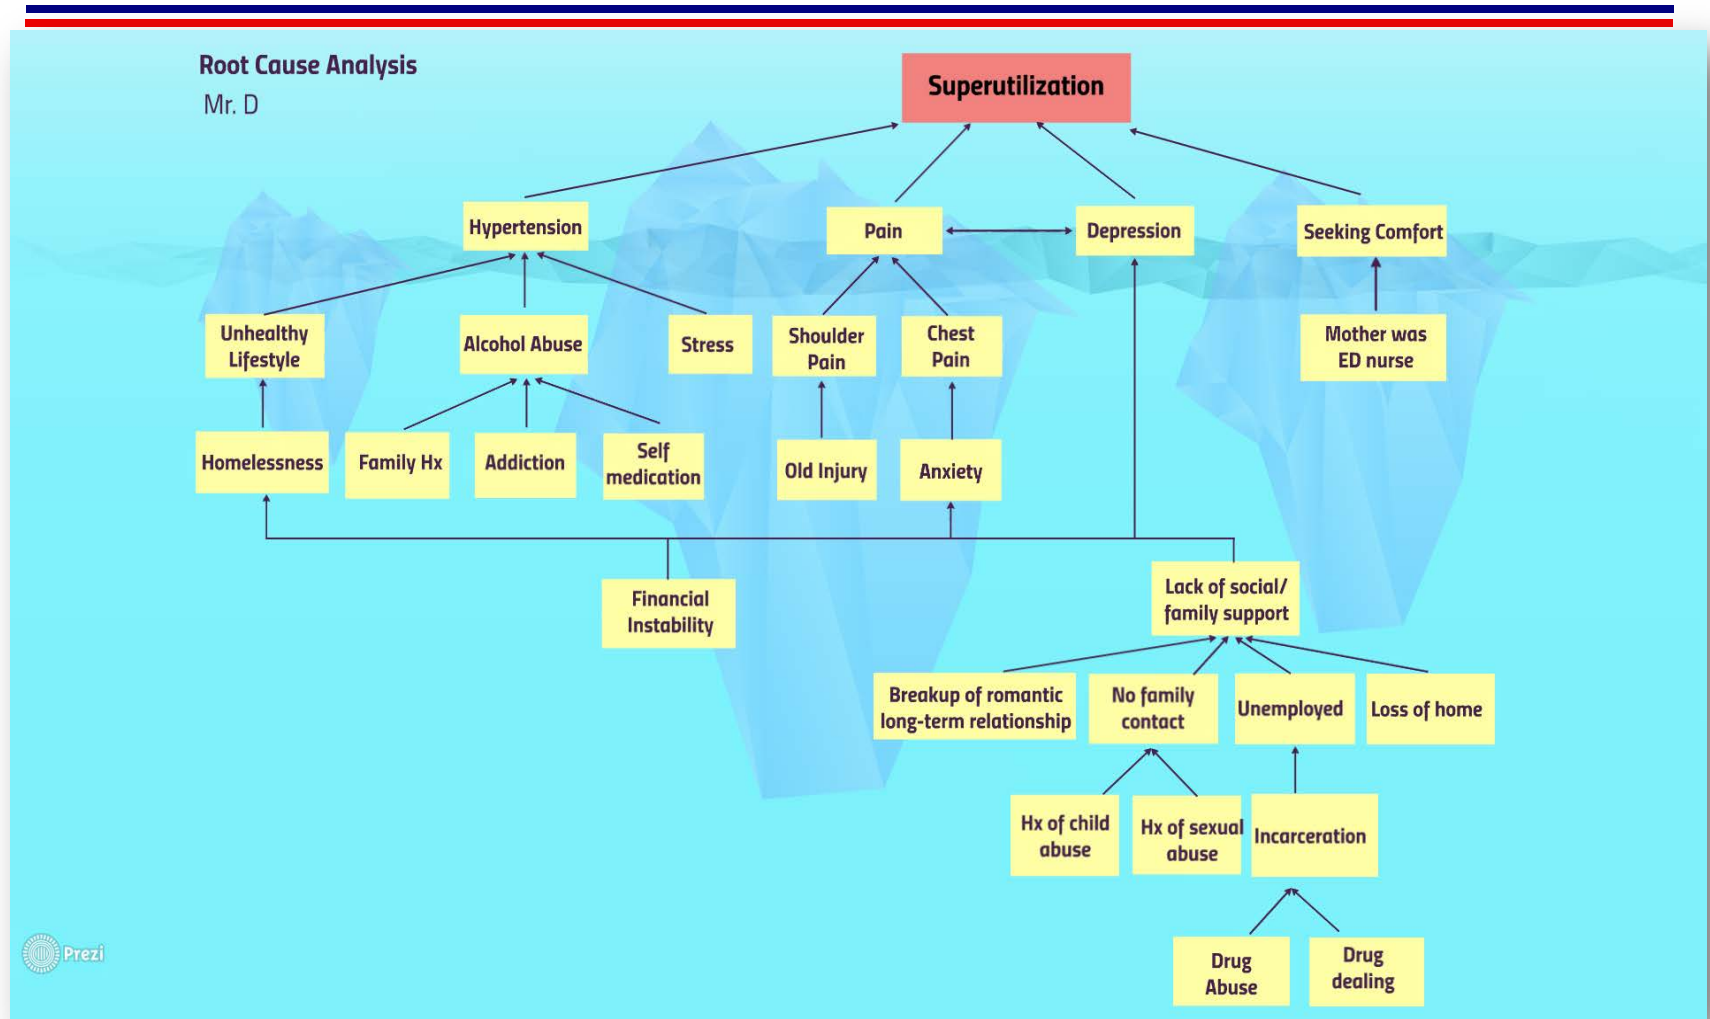 Root Cause Analysis
Mr. D
Superutilization
Hypertension
Pain
Depression
Seeking Comfort
Unhealthy
Lifestyle
Alcohol Abuse
Stress
Shoulder
Pain
Chest
Pain
Mother was
ED nurse
Homelessness
Family Hx
Addiction
Self
medication
Old Injury
Anxiety
Financial
Instability
Lack of social/
family support
Breakup of romantic
long-term relationship
No family
contact
Unemployed
Loss of home
Hx of child
abuse
Hx of sexual
abuse
Incarceration
Drug
Abuse
Drug
dealing
Prezi